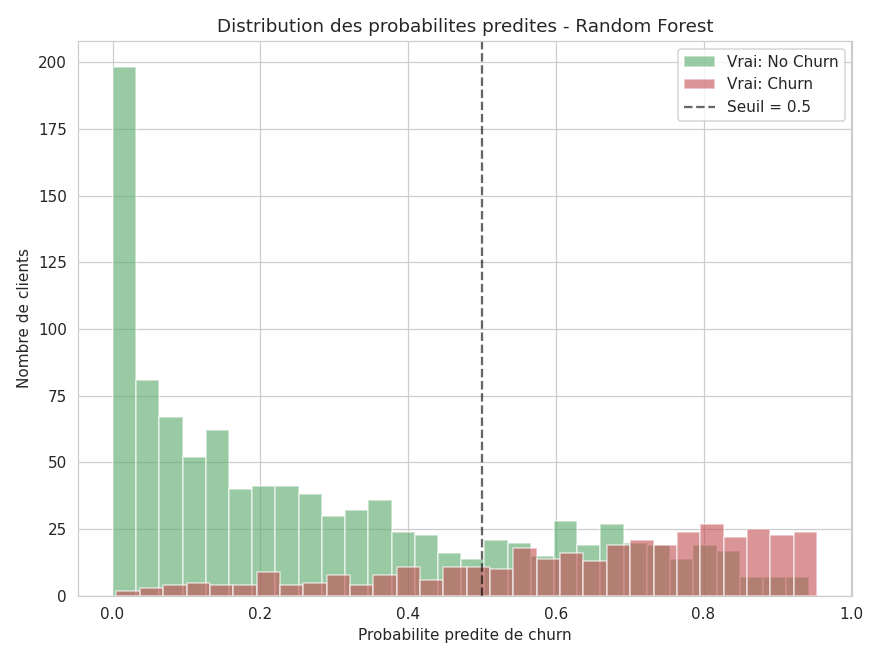 Distribution des probabilites predites - Random Forest
Vrai: No Churn
Vrai: Churn
Seuil = 0.5
Nombre de clients
200
175
150
125
100
75
50
25
0
0.0 0.2 0.4 0.6 0.8 1.0
Probabilite predite de churn